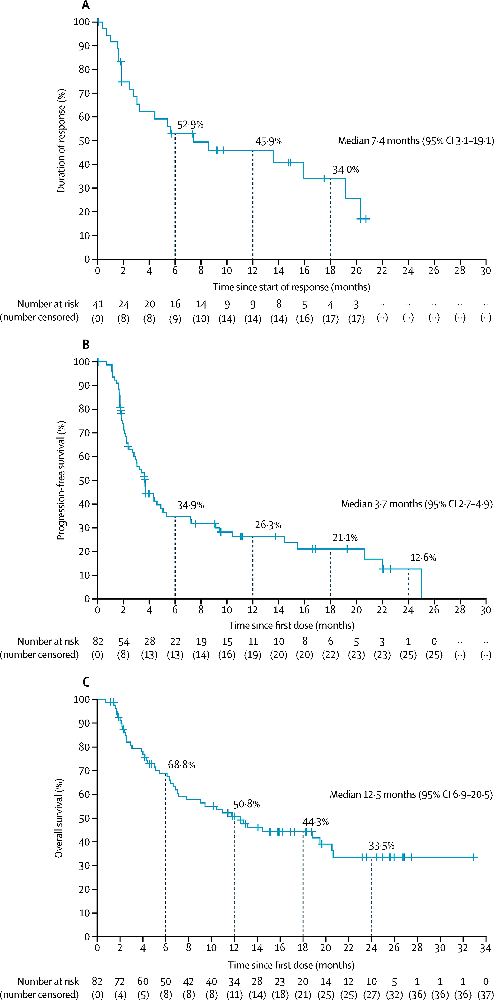 A
100
90
80
70
60
50
40
30
20
10
0
Duration of response (%)
52·9%
45·9%
34·0%
Median 7·4 months (95% CI 3·1–19·1)
0 2 4 6 8 10 12 14 16 18 20 22 24 26 28 30
Time since start of response (months)
Number at risk 41 24 20 16 14 9 9 8 5 4 3 ·· ·· ·· ·· ··
(number censored) (0) (8) (8) (9) (10) (14) (14) (14) (16) (17) (17) (··) (··) (··) (··) (··)
B
100
90
80
70
60
50
40
30
20
10
0
Progression-free survival (%)
34·9%
26·3%
21·1%
12·6%
Median 3·7 months (95% CI 2·7–4·9)
0 2 4 6 8 10 12 14 16 18 20 22 24 26 28 30
Time since first dose (months)
Number at risk 82 54 28 22 19 15 11 10 8 6 5 3 1 0 ·· ··
(number censored) (0) (8) (13) (13) (14) (16) (19) (20) (20) (22) (23) (23) (25) (25) (··) (··)
C
100
90
80
70
60
50
40
30
20
10
0
Overall survival (%)
68·8%
50·8%
44·3%
33·5%
Median 12·5 months (95% CI 6·9–20·5)
0 2 4 6 8 10 12 14 16 18 20 22 24 26 28 30 32 34
Time since first dose (months)
Number at risk 82 72 60 50 42 40 34 28 23 20 14 12 10 5 1 1 1 0
(number censored) (0) (4) (5) (8) (8) (8) (11) (14) (18) (21) (25) (25) (27) (32) (36) (36) (36) (37)